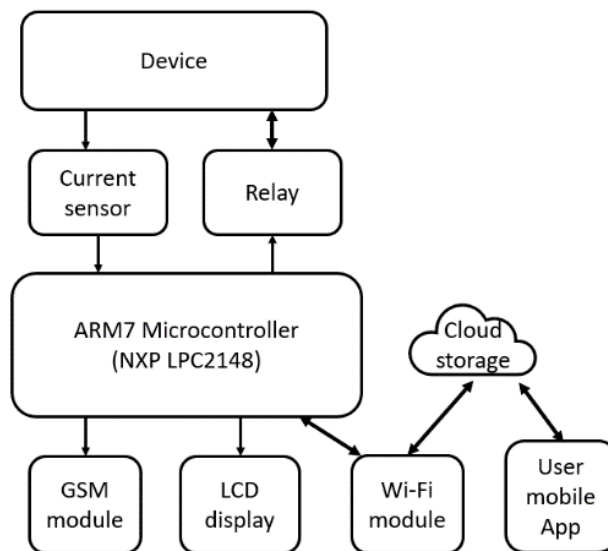 Device
Current
sensor
Relay
ARM7 Microcontroller
(NXP LPC2148)
Cloud
storage
GSM
module
LCD
display
Wi-Fi
module
User
mobile
App